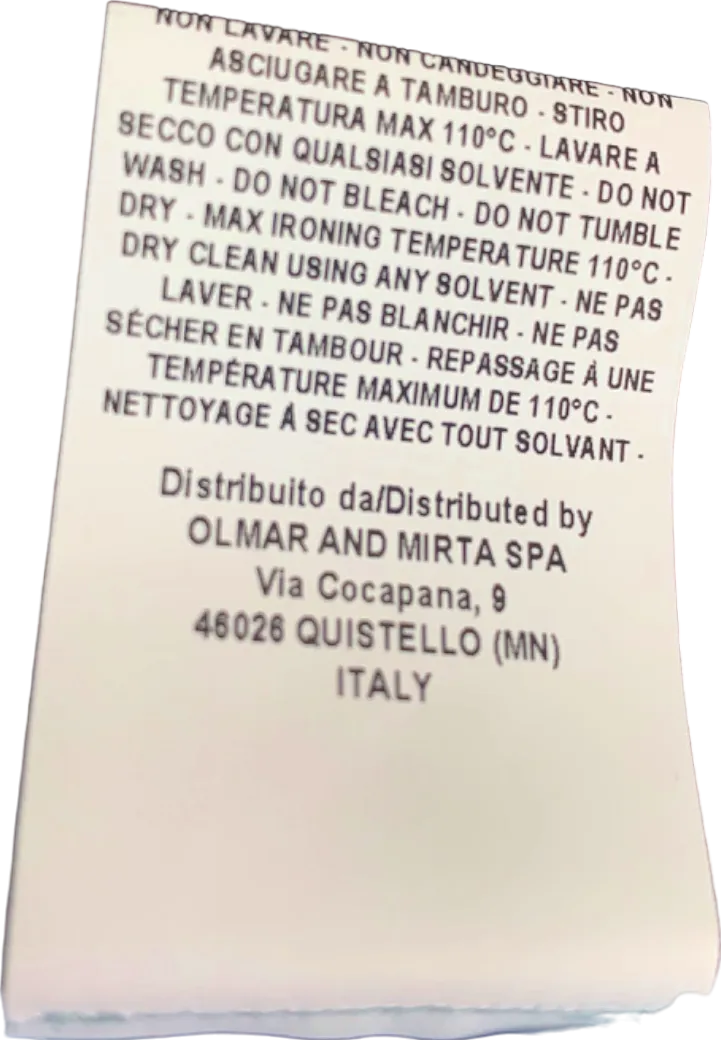 NON LAVARE - NON CANDEGGIARE - NON
ASCIUGARE A TAMBURO - STIRO
TEMPERATURA MAX 110°C - LAVARE A
SECCO CON QUALSIASI SOLVENTE - DO NOT
WASH - DO NOT BLEACH - DO NOT TUMBLE
DRY - MAX IRONING TEMPERATURE 110°C -
DRY CLEAN USING ANY SOLVENT - NE PAS
LAVER - NE PAS BLANCHIR - NE PAS
SÉCHER EN TAMBOUR - REPASSAGE À UNE
TEMPÉRATURE MAXIMUM DE 110°C -
NETTOYAGE À SEC AVEC TOUT SOLVANT -
Distribuito da/Distributed by
OLMAR AND MIRTA SPA
Via Cocapana, 9
46026 QUISTELLO (MN)
ITALY